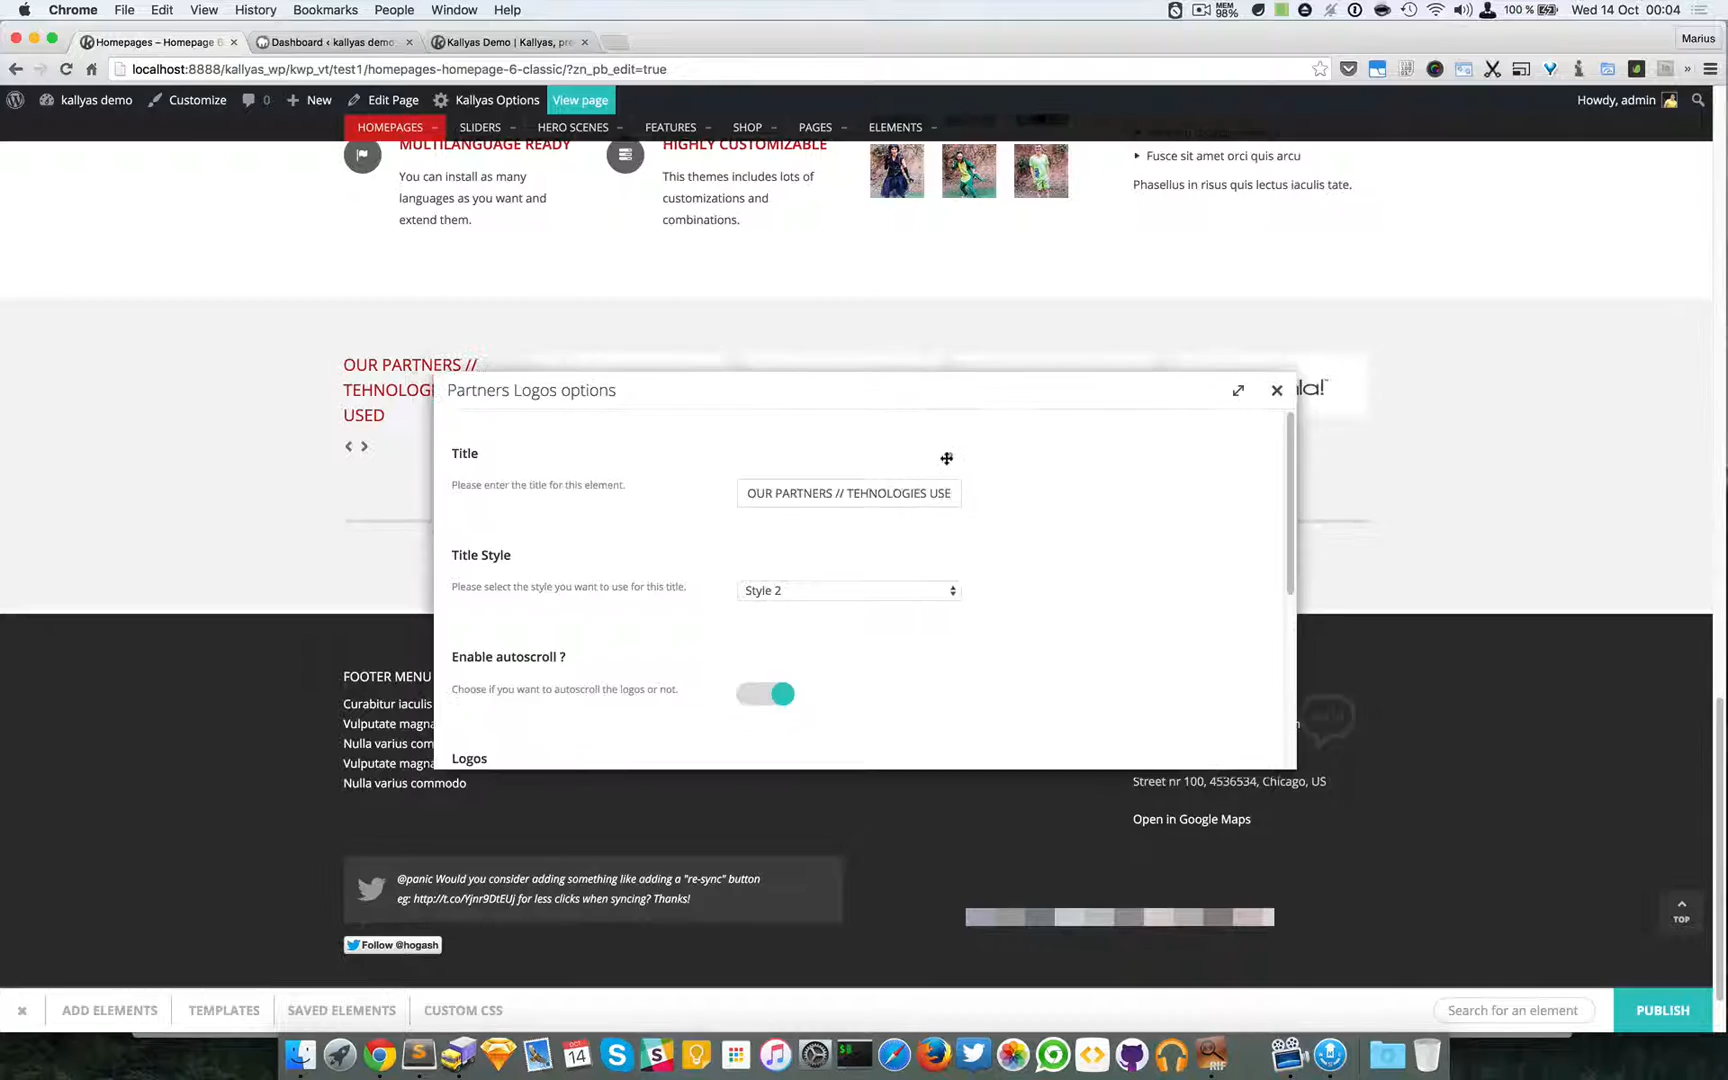 Chrome File Edit View History Bookmarks People Window Help MEM 98% 100 % Wed 14 Oct 00:04
Homepages – Homepage 6 Dashboard ‹ kallyas demo Kallyas Demo | Kallyas, pre Marius
localhost:8888/kallyas_wp/kwp_vt/test1/homepages-homepage-6-classic/?zn_pb_edit=true
kallyas demo Customize 0 New Edit Page Kallyas Options View page Howdy, admin
HOMEPAGES SLIDERS HERO SCENES FEATURES SHOP PAGES ELEMENTS
MULTILANGUAGE READY
You can install as many
languages as you want and
extend them.
HIGHLY CUSTOMIZABLE
This themes includes lots of
customizations and
combinations.
Fusce sit amet orci quis arcu
Phasellus in risus quis lectus iaculis tate.
OUR PARTNERS //
TEHNOLOG
USED
la!
Partners Logos options
Title
Please enter the title for this element.
OUR PARTNERS // TEHNOLOGIES USE
Title Style
Please select the style you want to use for this title.
Style 2
Enable autoscroll ?
Choose if you want to autoscroll the logos or not.
Logos
FOOTER MENU
Curabitur iaculis
Vulputate magna
Nulla varius com
Vulputate magna
Nulla varius commodo
Street nr 100, 4536534, Chicago, US
Open in Google Maps
@panic Would you consider adding something like adding a "re-sync" button
eg: http://t.co/Yjnr9DtEUj for less clicks when syncing? Thanks!
Follow @hogash
TOP
ADD ELEMENTS TEMPLATES SAVED ELEMENTS CUSTOM CSS Search for an element PUBLISH